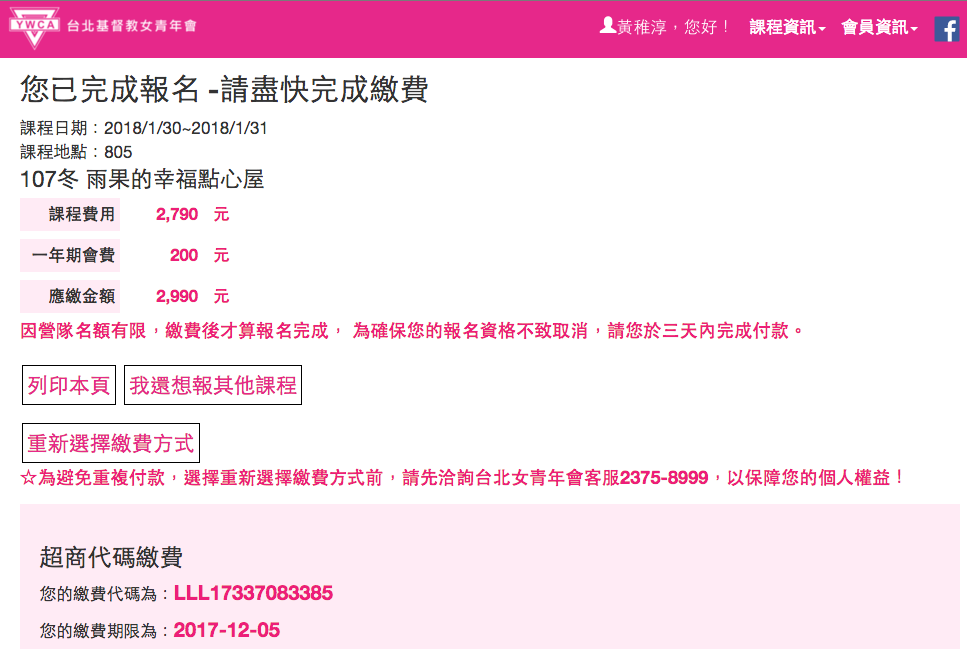 YWCA 台北基督教女青年會
黃稚淳，您好！ 課程資訊 會員資訊 f
您已完成報名 -請盡快完成繳費
課程日期：2018/1/30~2018/1/31
課程地點：805
107冬 雨果的幸福點心屋
課程費用 2,790 元
一年期會費 200 元
應繳金額 2,990 元
因營隊名額有限，繳費後才算報名完成， 為確保您的報名資格不致取消，請您於三天內完成付款。
列印本頁 我還想報其他課程
重新選擇繳費方式
☆為避免重複付款，選擇重新選擇繳費方式前，請先洽詢台北女青年會客服2375-8999，以保障您的個人權益！
超商代碼繳費
您的繳費代碼為：LLL17337083385
您的繳費期限為：2017-12-05